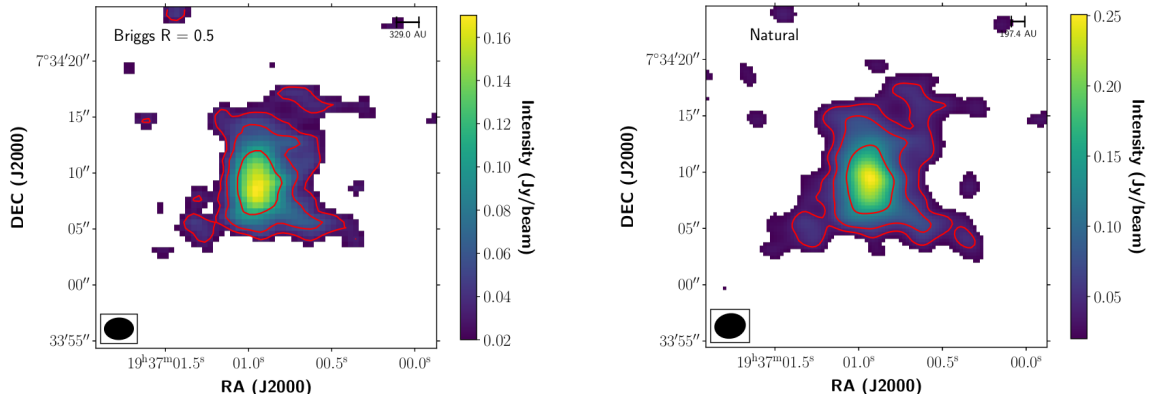 Briggs R = 0.5
329.0 AU
7°34′20″
15″
10″
05″
00″
33′55″
DEC (J2000)
19ʰ37ᵐ01.5ˢ
01.0ˢ
00.5ˢ
00.0ˢ
RA (J2000)
0.16
0.14
0.12
0.10
0.08
0.06
0.04
0.02
Intensity (Jy/beam)
Natural
197.4 AU
7°34′20″
15″
10″
05″
00″
33′55″
DEC (J2000)
19ʰ37ᵐ01.5ˢ
01.0ˢ
00.5ˢ
00.0ˢ
RA (J2000)
0.25
0.20
0.15
0.10
0.05
Intensity (Jy/beam)